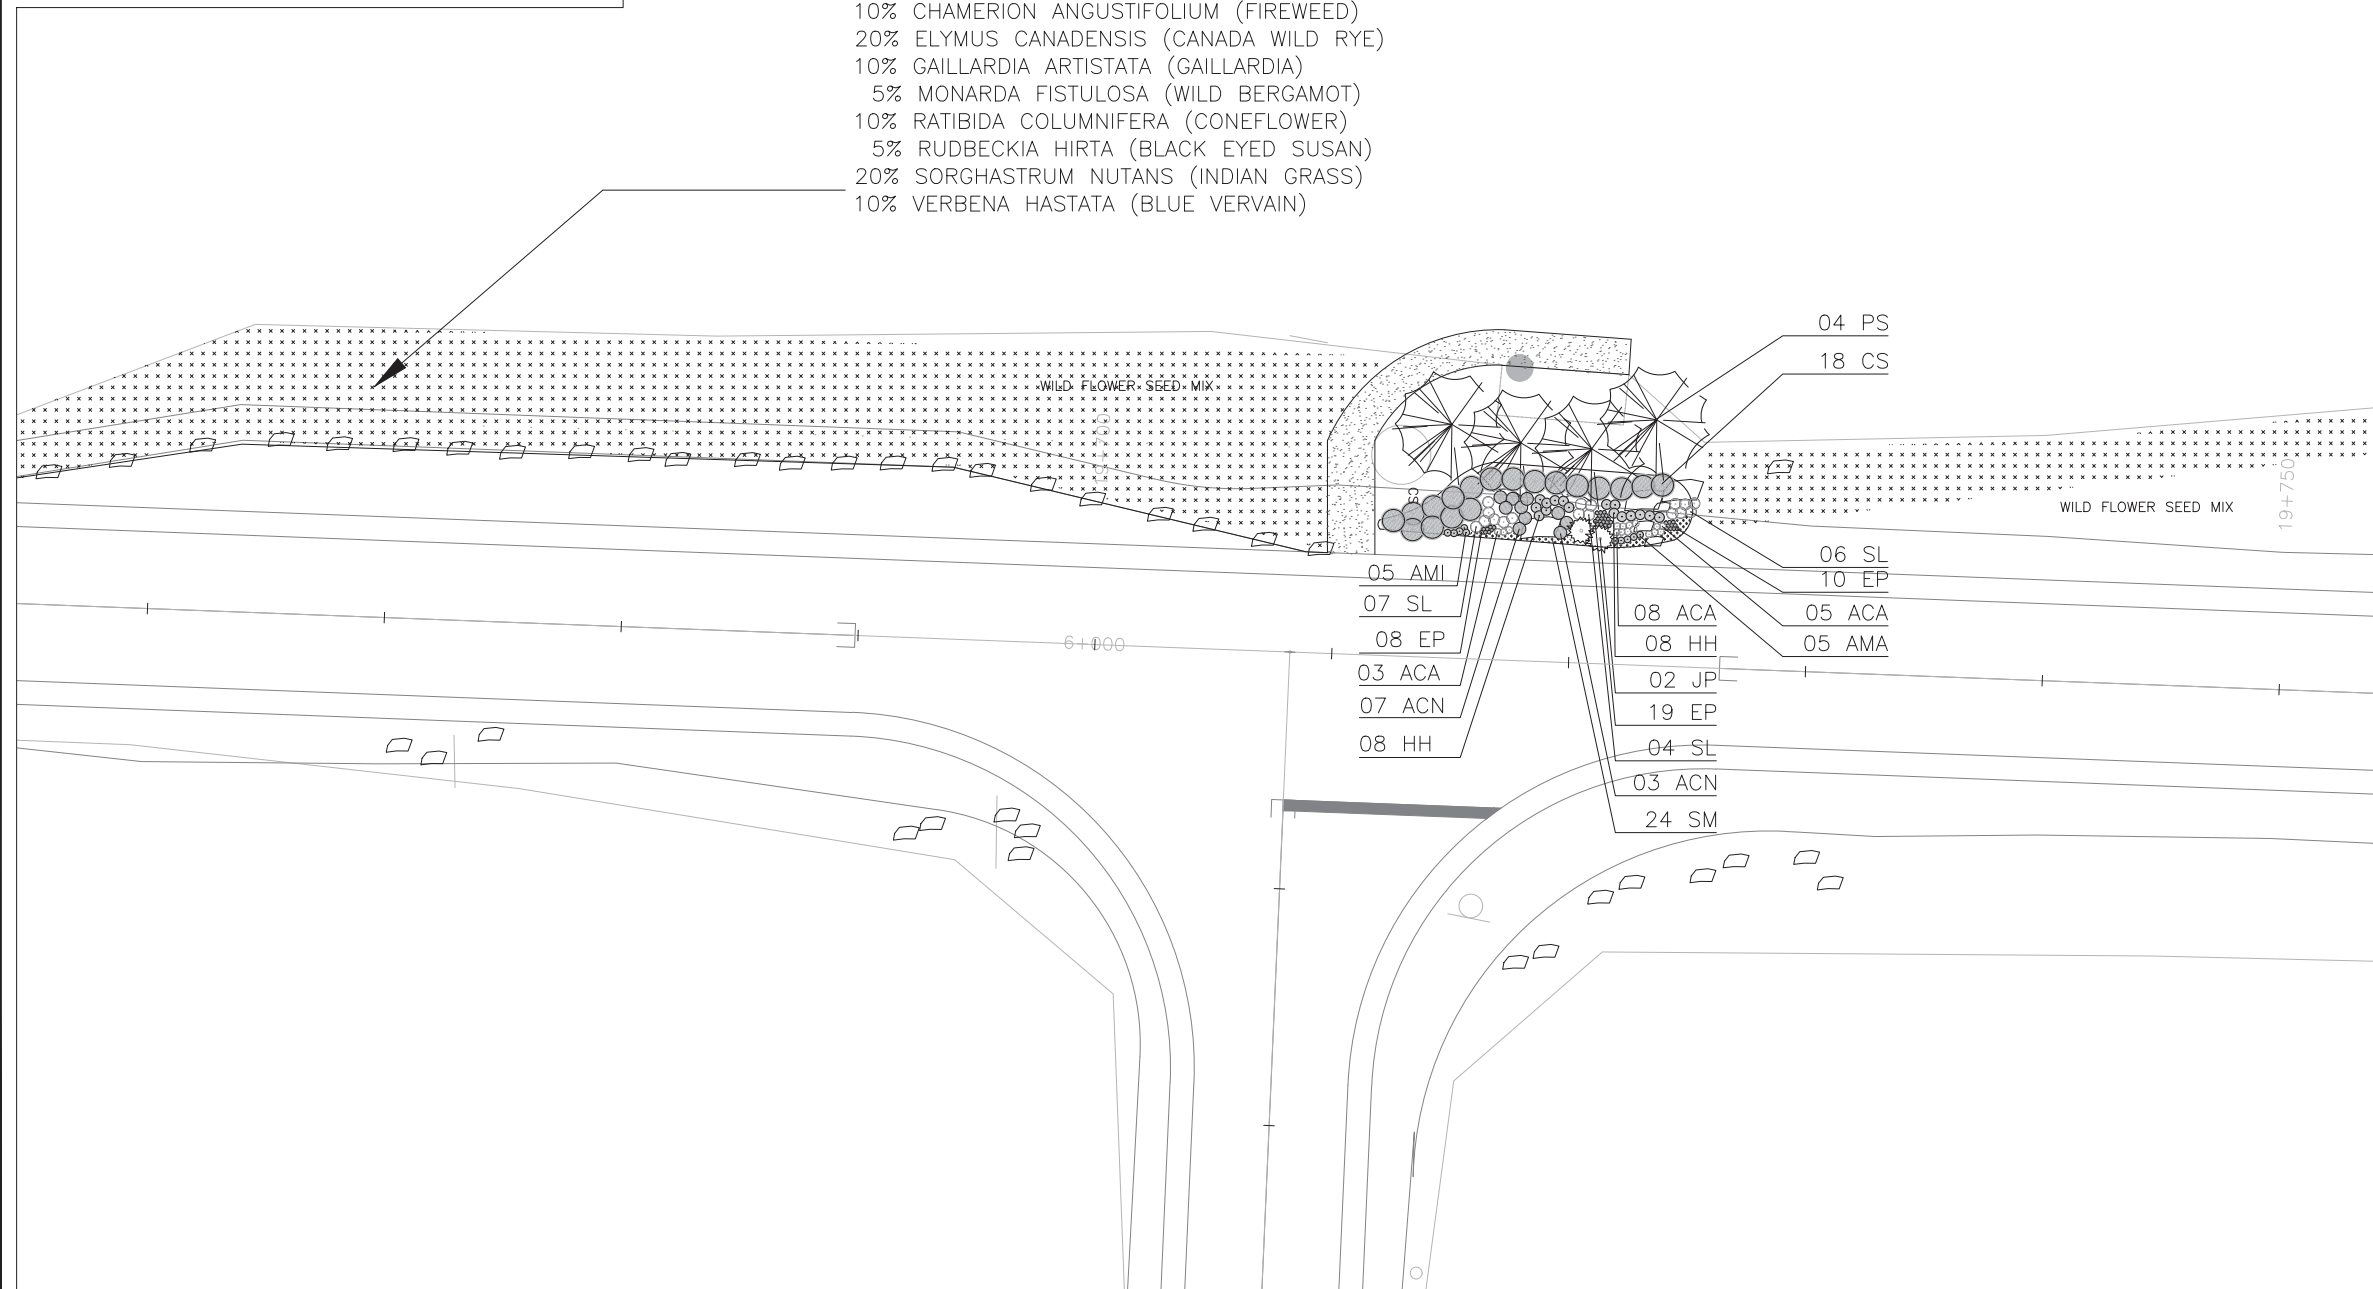 10% CHAMERION ANGUSTIFOLIUM (FIREWEED)
20% ELYMUS CANADENSIS (CANADA WILD RYE)
10% GAILLARDIA ARTISTATA (GAILLARDIA)
5% MONARDA FISTULOSA (WILD BERGAMOT)
10% RATIBIDA COLUMNIFERA (CONEFLOWER)
5% RUDBECKIA HIRTA (BLACK EYED SUSAN)
20% SORGHASTRUM NUTANS (INDIAN GRASS)
10% VERBENA HASTATA (BLUE VERVAIN)
04 PS
18 CS
WILD FLOWER SEED MIX
19+700
CS
WILD FLOWER SEED MIX
19+750
05 AMI
07 SL
08 EP
03 ACA
07 ACN
08 HH
08 ACA
08 HH
02 JP
19 EP
04 SL
03 ACN
24 SM
06 SL
10 EP
05 ACA
05 AMA
6+000